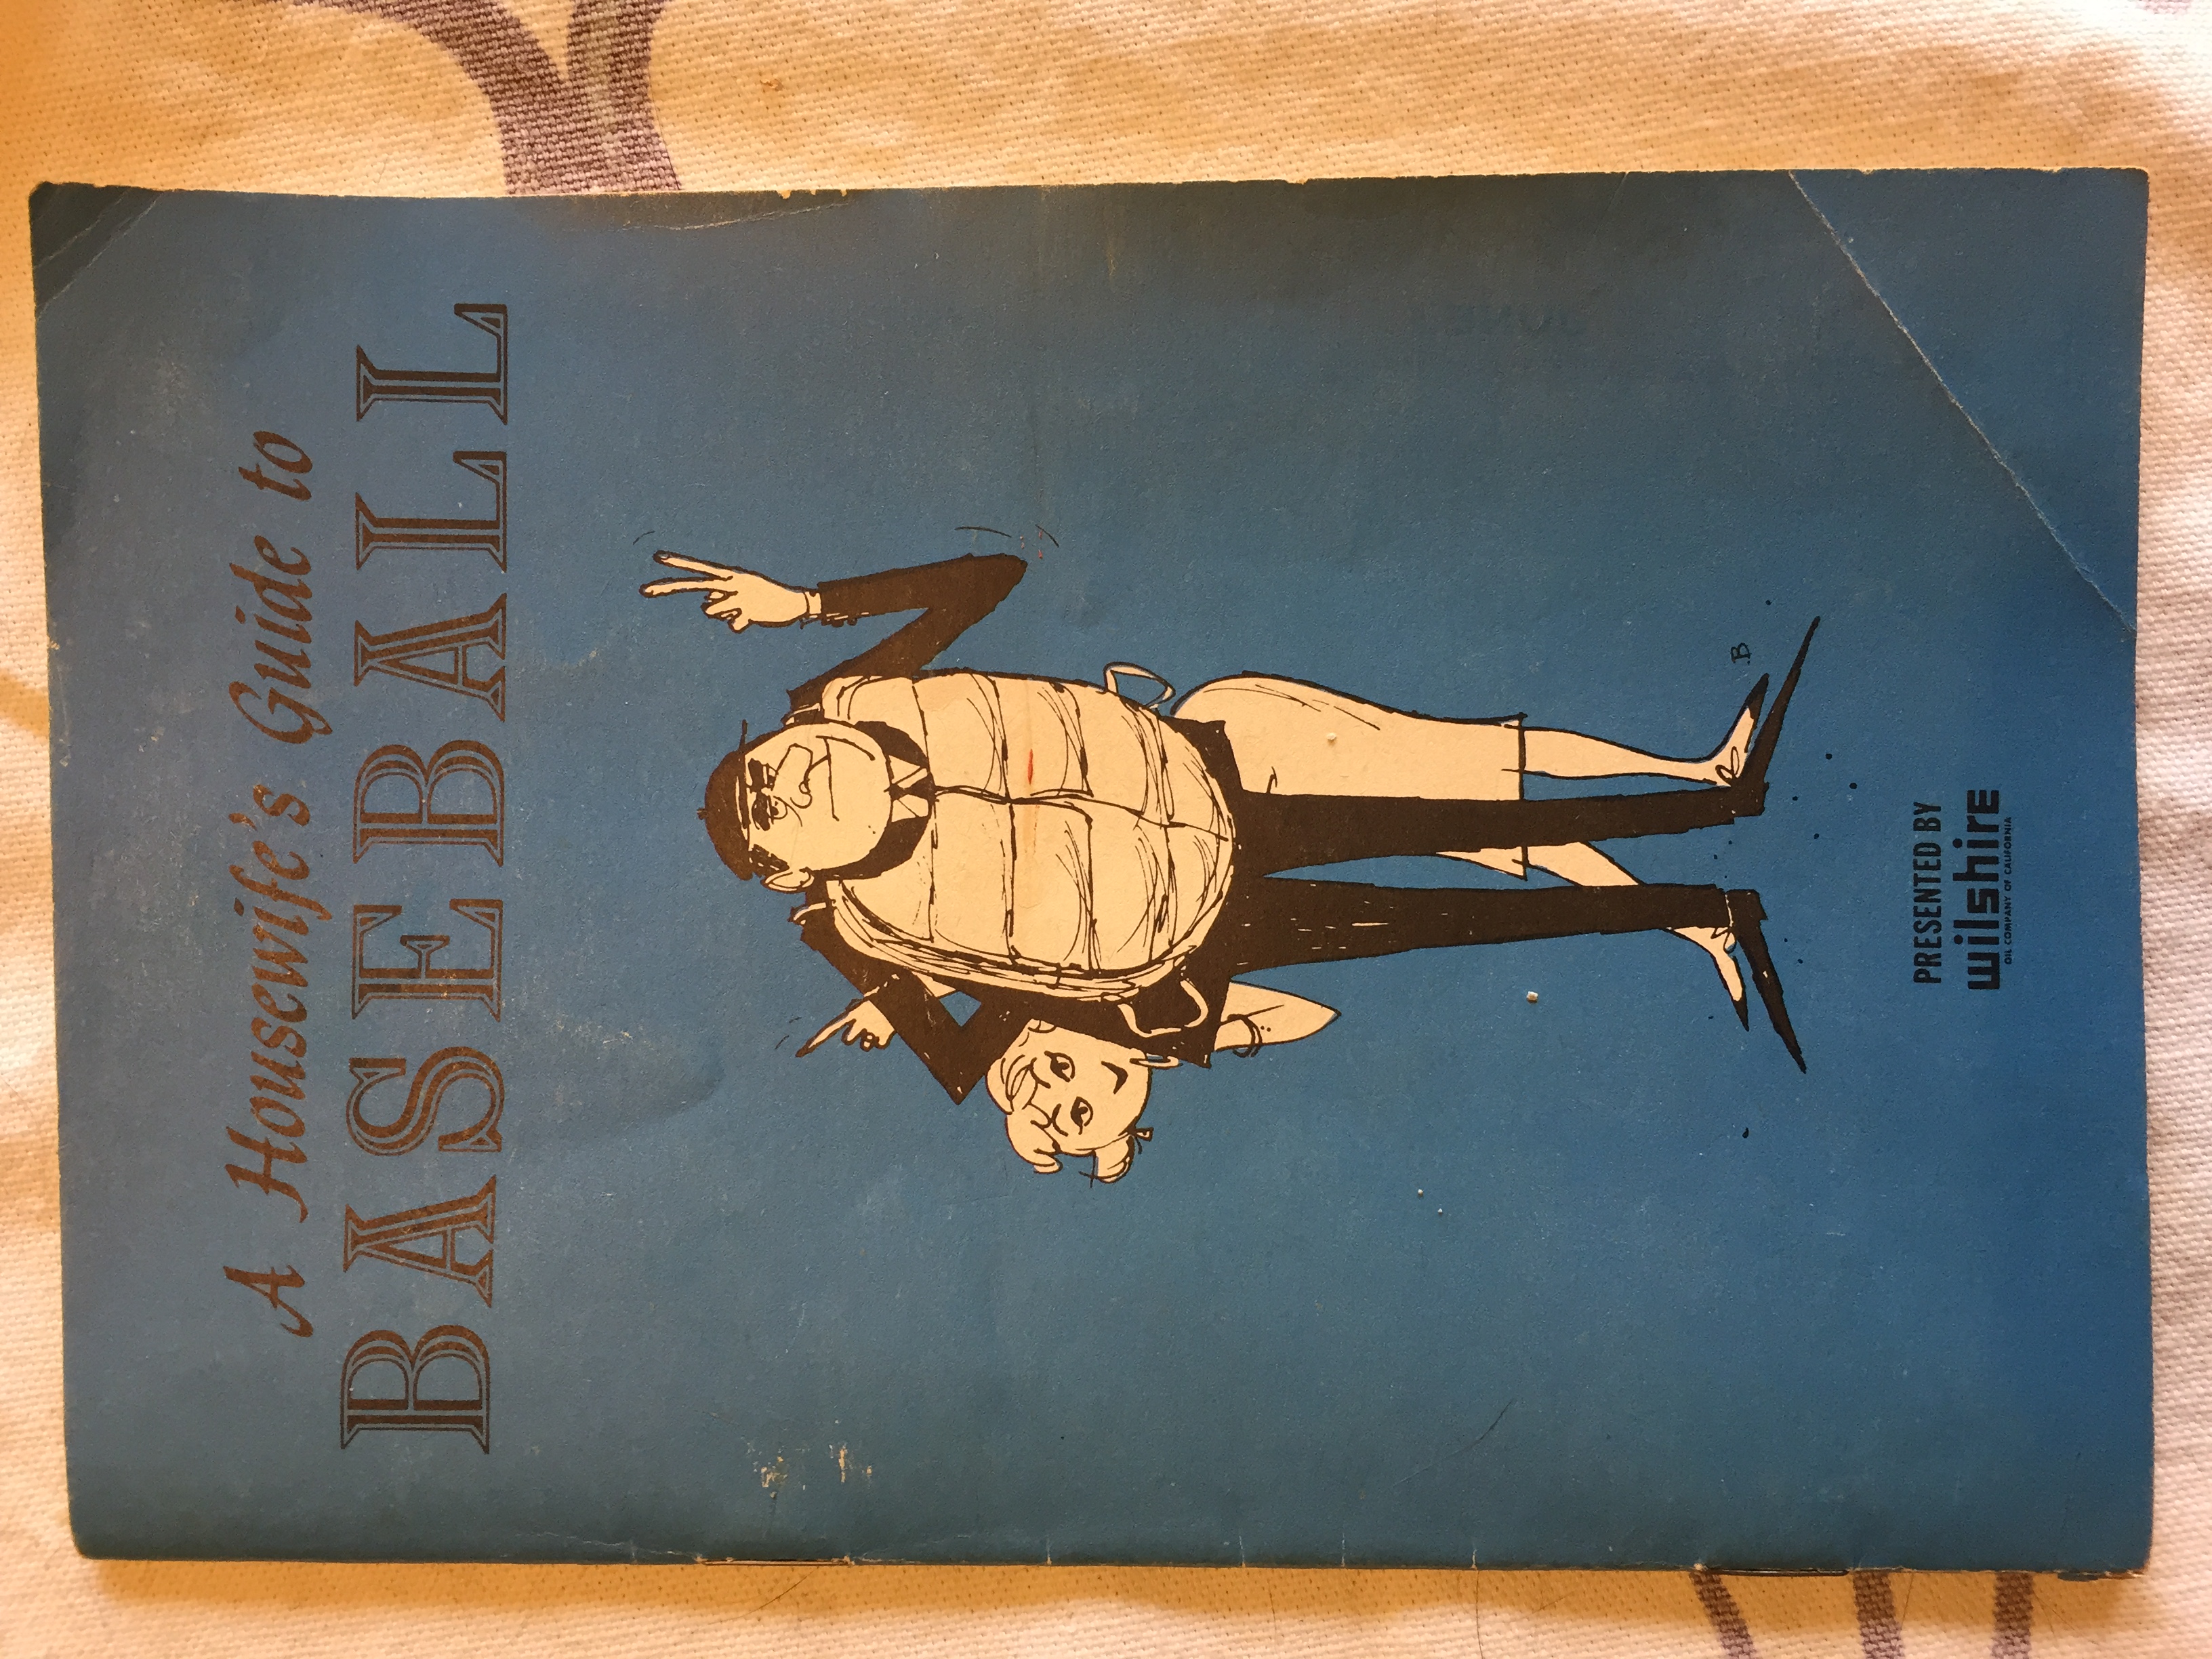 A Housewife's Guide to
BASEBALL
B
PRESENTED BY
wilshire
OIL COMPANY OF CALIFORNIA